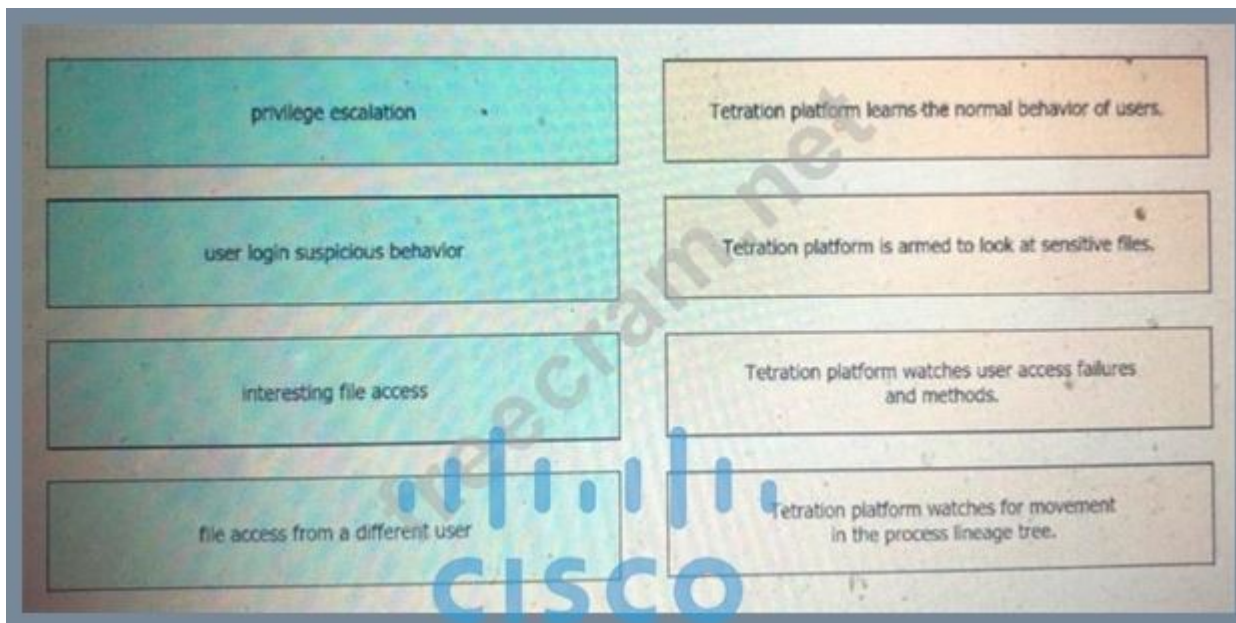 privilege escalation
Tetration platform learns the normal behavior of users.
user login suspicious behavior
Tetration platform is armed to look at sensitive files.
interesting file access
Tetration platform watches user access failures
and methods.
file access from a different user
Tetration platform watches for movement
in the process lineage tree.
freecram.net
CISCO